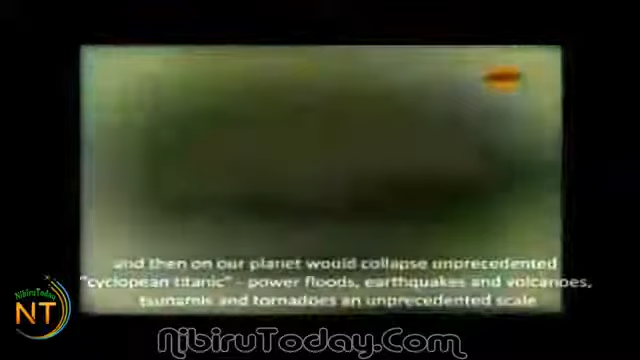 and then on our planet would collapse unprecedented
"cyclopean titanic" - power floods, earthquakes and volcanoes,
tsunamis and tornadoes an unprecedented scale
NibiruToday
NT
NibiruToday.Com